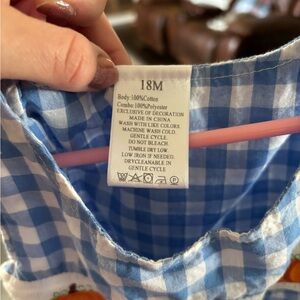 18M
Body:100%Cotton
Combo:100%Polyester
EXCLUSIVE OF DECORATION
MADE IN CHINA
WASH WITH LIKE COLORS
MACHINE WASH COLD.
GENTLE CYCLE.
DO NOT BLEACH.
TUMBLE DRY LOW.
LOW IRON IF NEEDED.
DRYCLEANABLE IN
GENTLE CYCLE